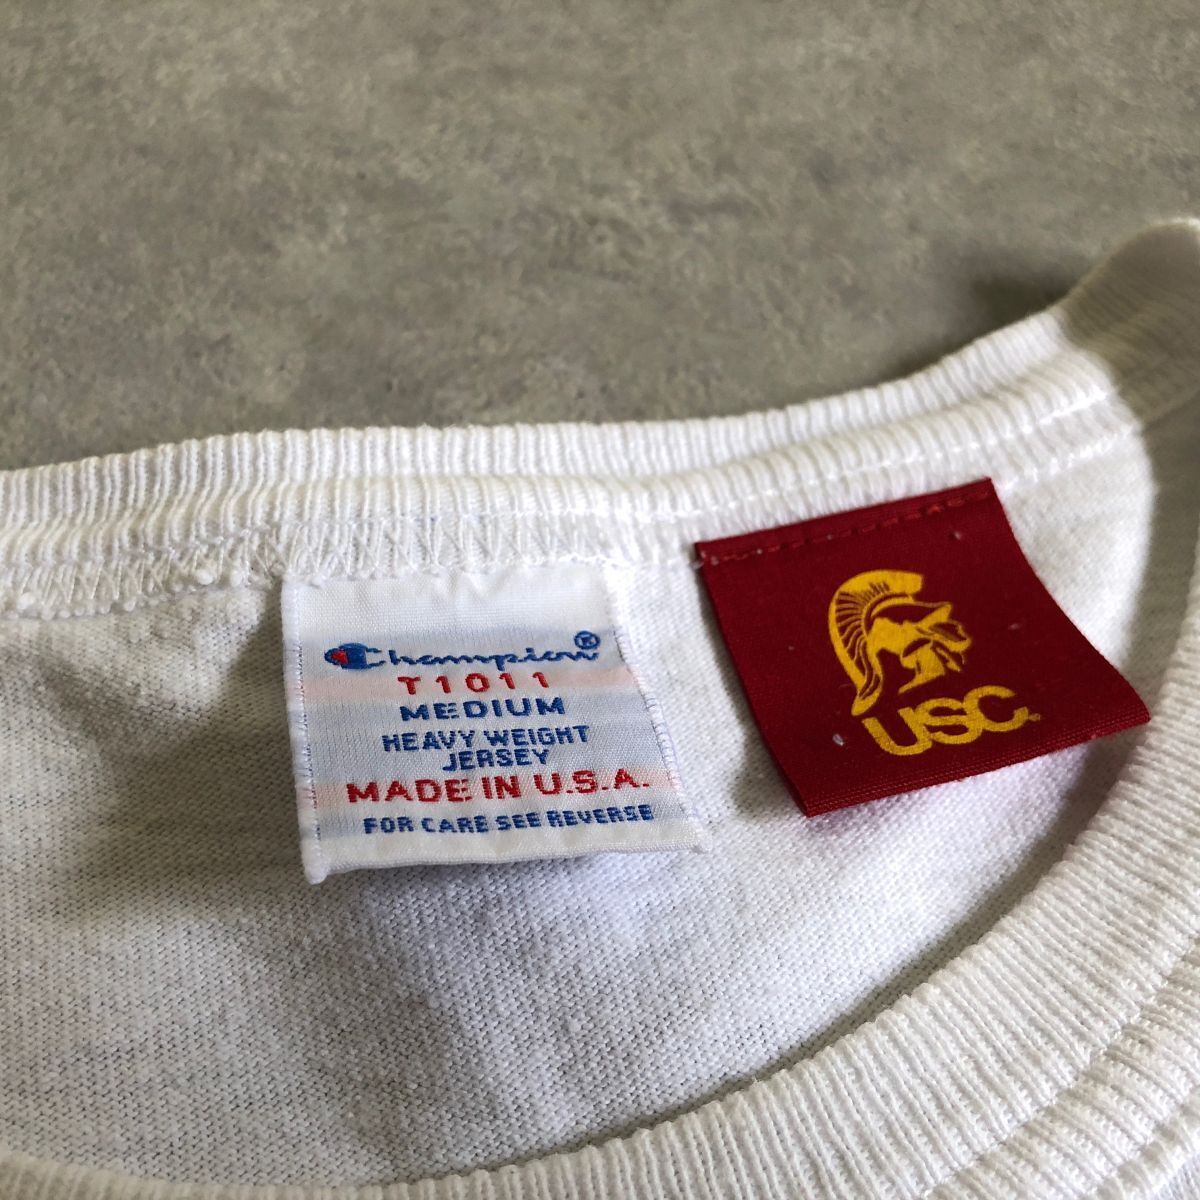 Champion®
T1011
MEDIUM
HEAVY WEIGHT
JERSEY
MADE IN U.S.A.
FOR CARE SEE REVERSE
USC